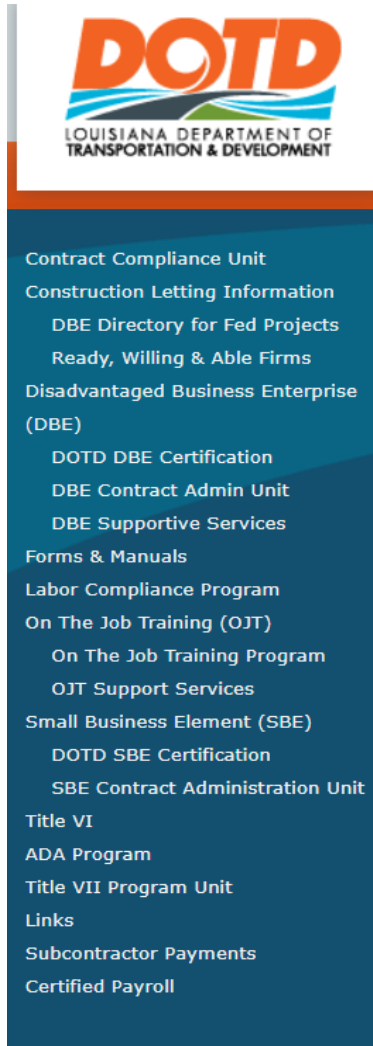 DOTD
LOUISIANA DEPARTMENT OF
TRANSPORTATION & DEVELOPMENT
Contract Compliance Unit
Construction Letting Information
DBE Directory for Fed Projects
Ready, Willing & Able Firms
Disadvantaged Business Enterprise
(DBE)
DOTD DBE Certification
DBE Contract Admin Unit
DBE Supportive Services
Forms & Manuals
Labor Compliance Program
On The Job Training (OJT)
On The Job Training Program
OJT Support Services
Small Business Element (SBE)
DOTD SBE Certification
SBE Contract Administration Unit
Title VI
ADA Program
Title VII Program Unit
Links
Subcontractor Payments
Certified Payroll